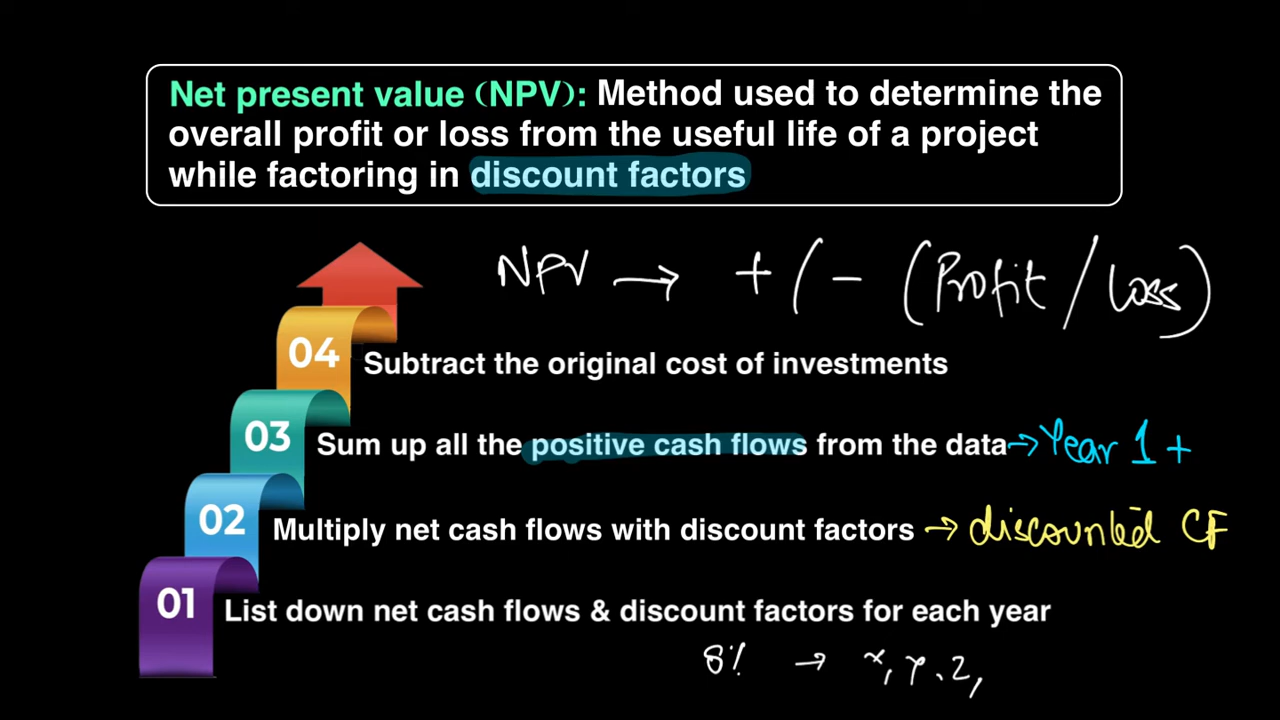 Net present value (NPV): Method used to determine the
overall profit or loss from the useful life of a project
while factoring in discount factors
NPV → + / - (Profit / Loss)
04 Subtract the original cost of investments
03 Sum up all the positive cash flows from the data → Year 1 +
02 Multiply net cash flows with discount factors → discounted CF
01 List down net cash flows & discount factors for each year
8% → x, y, z,